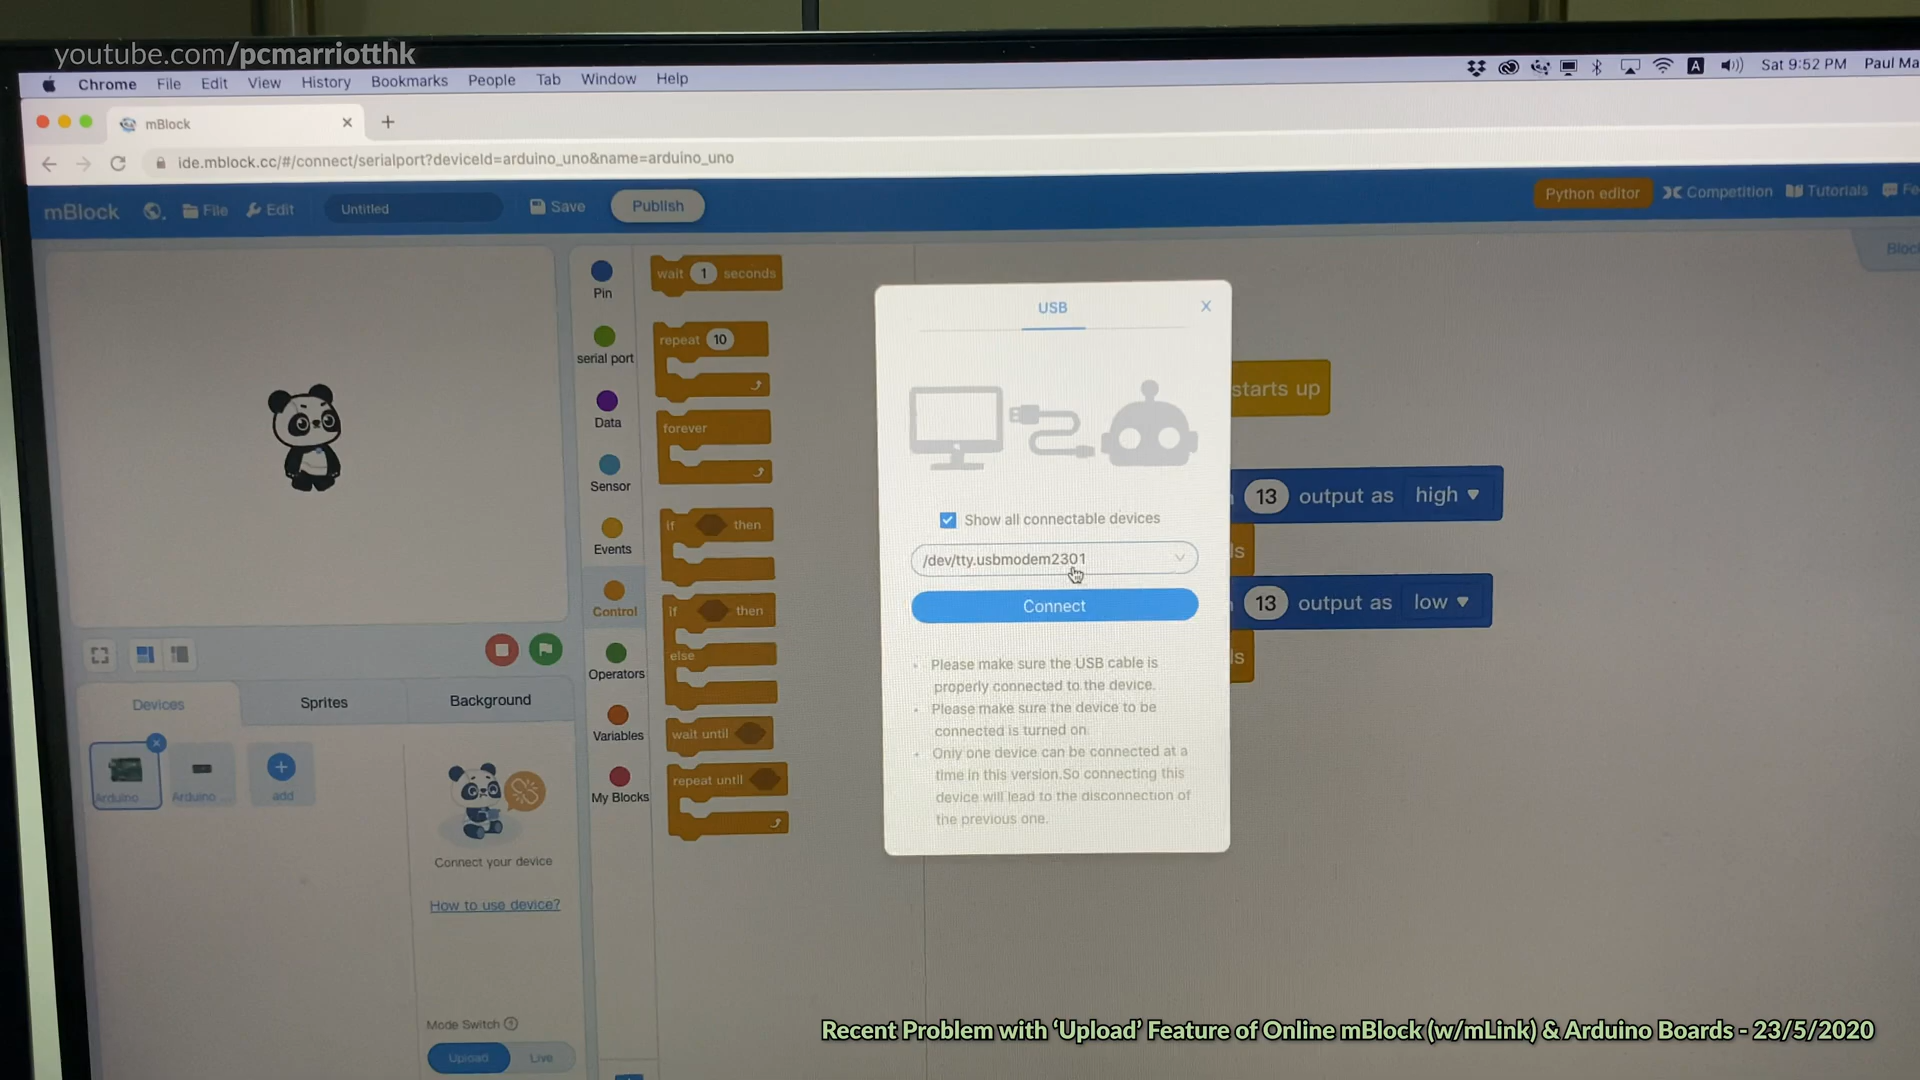 youtube.com/pcmarriotthk
Chrome File Edit View History Bookmarks People Tab Window Help
A Sat 9:52 PM Paul Ma
mBlock
ide.mblock.cc/#/connect/serialport?deviceId=arduino_uno&name=arduino_uno
mBlock File Edit Untitled Save Publish Python editor Competition Tutorials Fe
Block
Pin
serial port
Data
Sensor
Events
Control
Operators
Variables
My Blocks
wait 1 seconds
repeat 10
forever
if then
if then
else
wait until
repeat until
USB
Show all connectable devices
/dev/tty.usbmodem2301
Connect
Please make sure the USB cable is
properly connected to the device.
Please make sure the device to be
connected is turned on
Only one device can be connected at a
time in this version.So connecting this
device will lead to the disconnection of
the previous one.
starts up
13 output as high
ls
13 output as low
ls
Devices Sprites Background
Arduino Arduino ... add
Connect your device
How to use device?
Mode Switch
Upload Live
Recent Problem with ‘Upload’ Feature of Online mBlock (w/mLink) & Arduino Boards - 23/5/2020